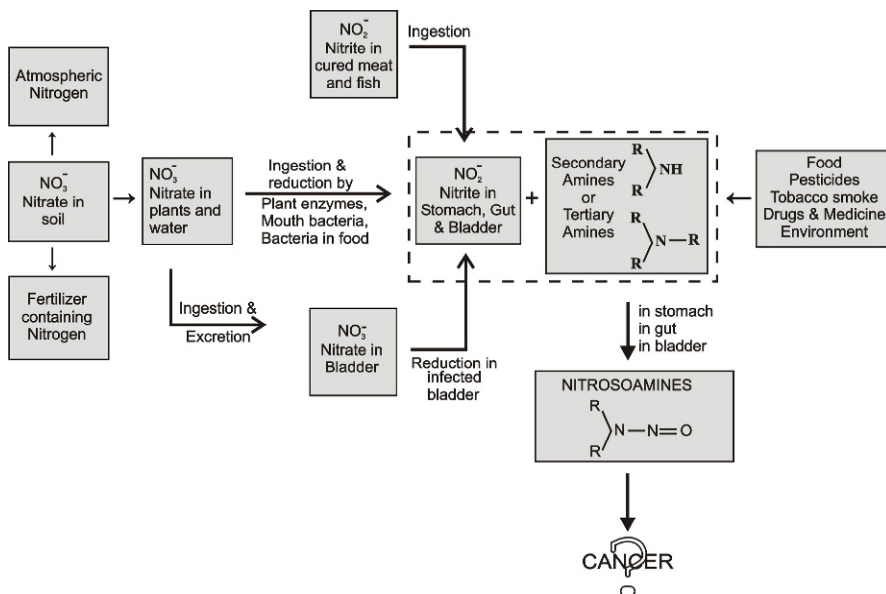 NO₂⁻
Nitrite in
cured meat
and fish
Ingestion
Atmospheric
Nitrogen
NO₃⁻
Nitrate in
soil
Fertilizer
containing
Nitrogen
NO₃⁻
Nitrate in
plants and
water
Ingestion &
reduction by
Plant enzymes,
Mouth bacteria,
Bacteria in food
Ingestion &
Excretion
NO₃⁻
Nitrate in
Bladder
Reduction in
infected
bladder
NO₂⁻
Nitrite in
Stomach, Gut
& Bladder
+
Secondary
Amines
or
Tertiary
Amines
R
NH
R
R
N—R
R
Food
Pesticides
Tobacco smoke
Drugs & Medicine
Environment
in stomach
in gut
in bladder
NITROSOAMINES
R
N—N=O
R
CANCER
?